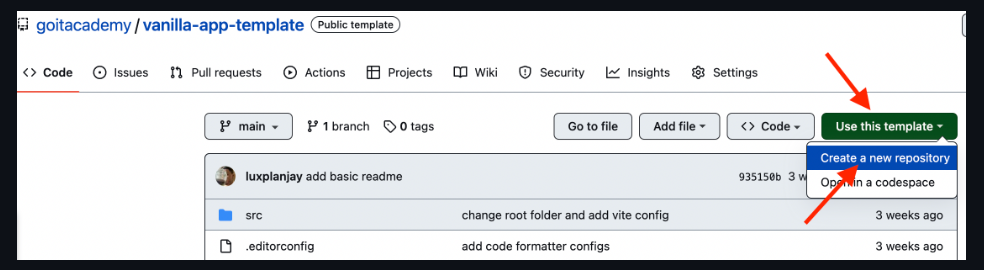 goitacademy / vanilla-app-template Public template
<> Code Issues Pull requests Actions Projects Wiki Security Insights Settings
main 1 branch 0 tags Go to file Add file <> Code Use this template
Create a new repository
luxplanjay add basic readme 935150b 3 w
Open in a codespace
src change root folder and add vite config 3 weeks ago
.editorconfig add code formatter configs 3 weeks ago